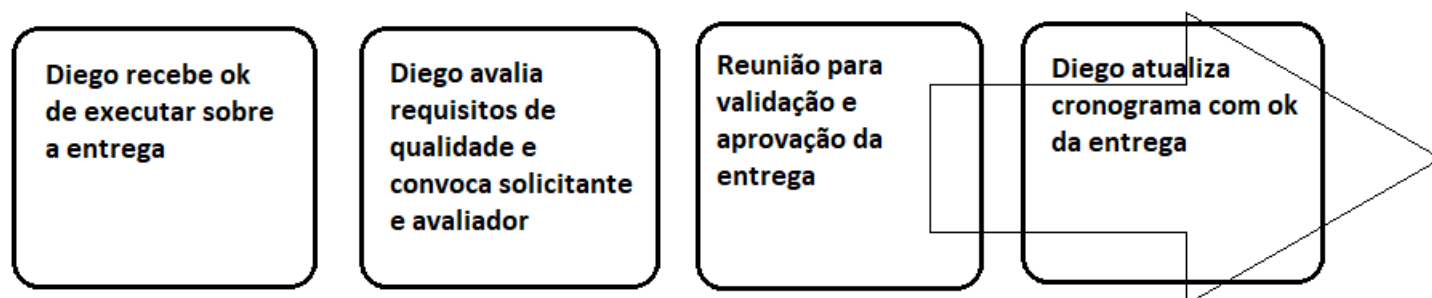 Diego recebe ok
de executar sobre
a entrega
Diego avalia
requisitos de
qualidade e
convoca solicitante
e avaliador
Reunião para
validação e
aprovação da
entrega
Diego atualiza
cronograma com ok
da entrega